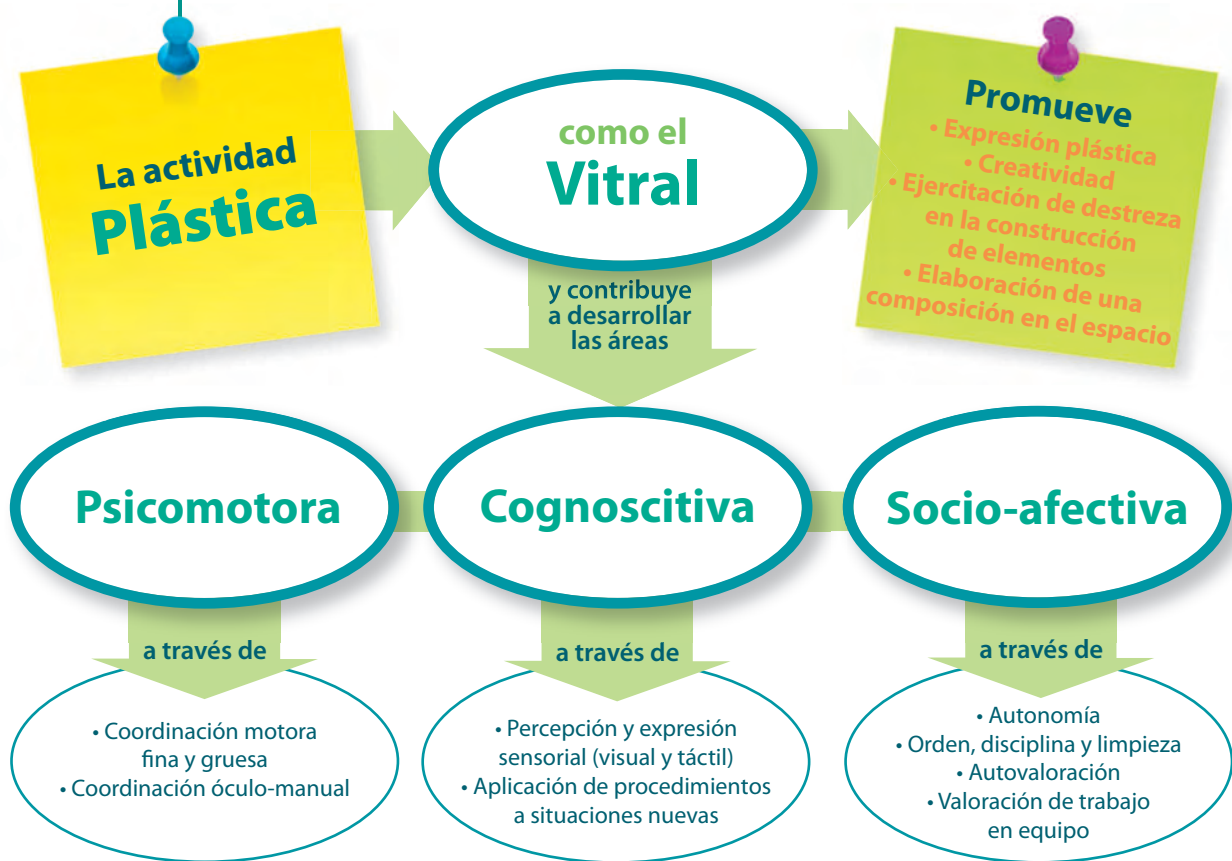 La actividad
Plástica
como el
Vitral
Promueve
• Expresión plástica
• Creatividad
• Ejercitación de destreza
en la construcción
de elementos
• Elaboración de una
composición en el espacio
y contribuye
a desarrollar
las áreas
Psicomotora
Cognoscitiva
Socio-afectiva
a través de
• Coordinación motora
fina y gruesa
• Coordinación óculo-manual
a través de
• Percepción y expresión
sensorial (visual y táctil)
• Aplicación de procedimientos
a situaciones nuevas
a través de
• Autonomía
• Orden, disciplina y limpieza
• Autovaloración
• Valoración de trabajo
en equipo